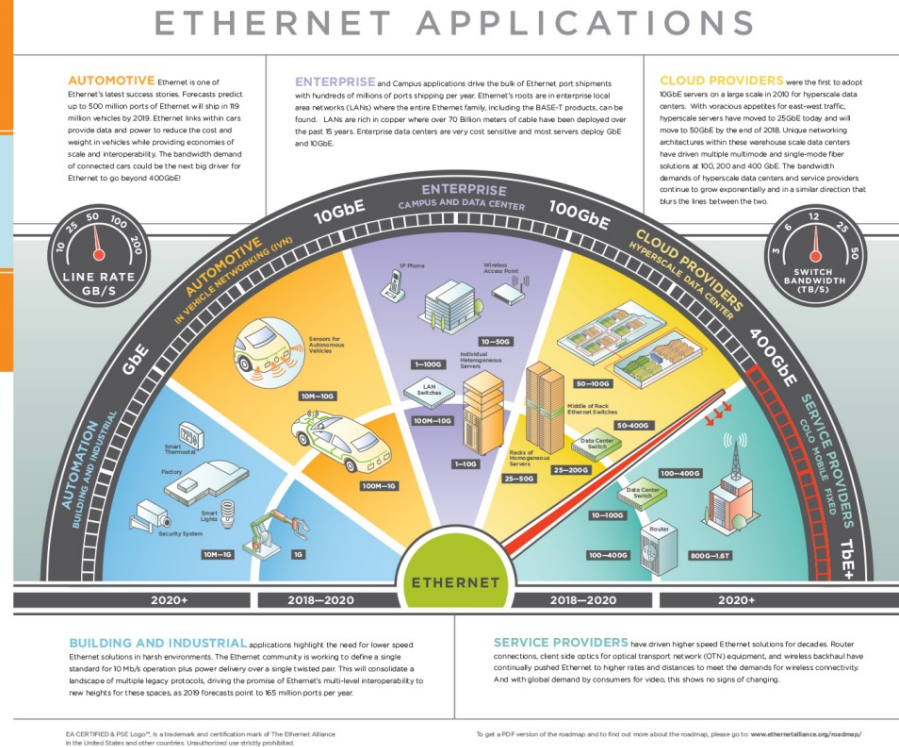 ETHERNET APPLICATIONS
AUTOMOTIVE Ethernet is one of
Ethernet's latest success stories. Forecasts predict
up to 500 million ports of Ethernet will ship in 119
million vehicles by 2019. Ethernet links within cars
provide data and power to reduce the cost and
weight in vehicles while providing economies of
scale and interoperability. The bandwidth demand
of connected cars could be the next big driver for
Ethernet to go beyond 400GbE!
ENTERPRISE and Campus applications drive the bulk of Ethernet port shipments
with hundreds of millions of ports shipping per year. Ethernet's roots are in enterprise local
area networks (LANs) where the entire Ethernet family, including the BASE-T products, can be
found. LANs are rich in copper where over 70 Billion meters of cable have been deployed over
the past 15 years. Enterprise data centers are very cost sensitive and most servers deploy GbE
and 10GbE.
CLOUD PROVIDERS were the first to adopt
10GbE servers on a large scale in 2010 for hyperscale data
centers. With voracious appetites for east-west traffic,
hyperscale servers have moved to 25GbE today and will
move to 50GbE by the end of 2018. Unique networking
architectures within these warehouse scale data centers
have driven multiple multimode and single-mode fiber
solutions at 100, 200 and 400 GbE. The bandwidth
demands of hyperscale data centers and service providers
continue to grow exponentially and in a similar direction that
blurs the lines between the two.
10 25 50 100 200
LINE RATE
GB/S
3 6 12 25 50
SWITCH
BANDWIDTH
(TB/S)
GbE
10GbE
100GbE
400GbE
TbE+
AUTOMATION
BUILDING AND INDUSTRIAL
AUTOMOTIVE
IN VEHICLE NETWORKING (IVN)
ENTERPRISE
CAMPUS AND DATA CENTER
CLOUD PROVIDERS
HYPERSCALE DATA CENTER
SERVICE PROVIDERS
COLO MOBILE FIXED
Smart
Thermostat
Factory
Smart
Lights
Security System
10M—1G
1G
Sensors for
Autonomous
Vehicles
10M—10G
100M—1G
IP Phone
Wireless
Access Point
10—50G
1—100G
Individual
Heterogeneous
Servers
LAN
Switches
100M—10G
1—10G
50—100G
Middle of Rack
Ethernet Switches
50-400G
Data Center
Switch
Racks of
Homogeneous
Servers
25—200G
25—50G
100—400G
Data Center
Switch
10—100G
Router
100—400G
800G—1.6T
ETHERNET
2020+
2018—2020
2018—2020
2020+
BUILDING AND INDUSTRIAL applications highlight the need for lower speed
Ethernet solutions in harsh environments. The Ethernet community is working to define a single
standard for 10 Mb/s operation plus power delivery over a single twisted pair. This will consolidate a
landscape of multiple legacy protocols, driving the promise of Ethernet's multi-level interoperability to
new heights for these spaces, as 2019 forecasts point to 165 million ports per year.
SERVICE PROVIDERS have driven higher speed Ethernet solutions for decades. Router
connections, client side optics for optical transport network (OTN) equipment, and wireless backhaul have
continually pushed Ethernet to higher rates and distances to meet the demands for wireless connectivity.
And with global demand by consumers for video, this shows no signs of changing.
EA CERTIFIED & PSE Logo™, is a trademark and certification mark of The Ethernet Alliance
in the United States and other countries. Unauthorized use strictly prohibited.
To get a PDF version of the roadmap and to find out more about the roadmap, please go to: www.ethernetalliance.org/roadmap/